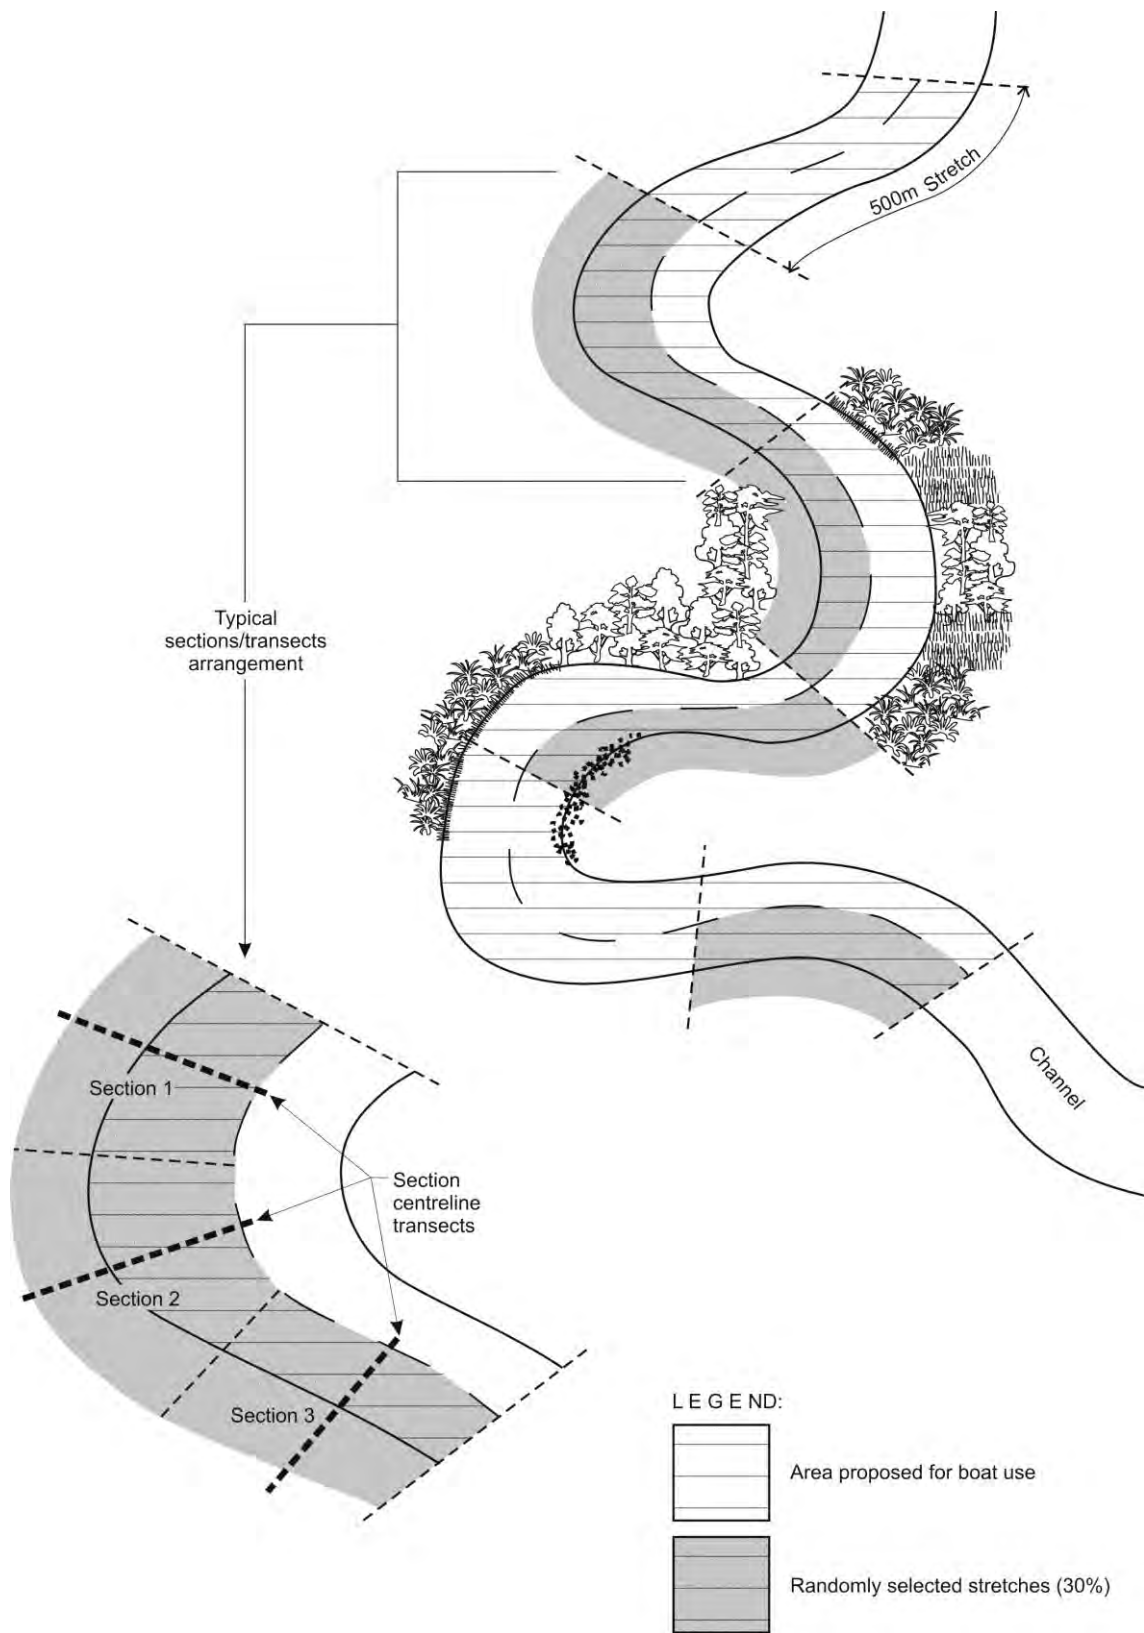 500m Stretch
Typical
sections/transects
arrangement
Channel
Section 1
Section
centreline
transects
Section 2
Section 3
L E G E ND:
Area proposed for boat use
Randomly selected stretches (30%)